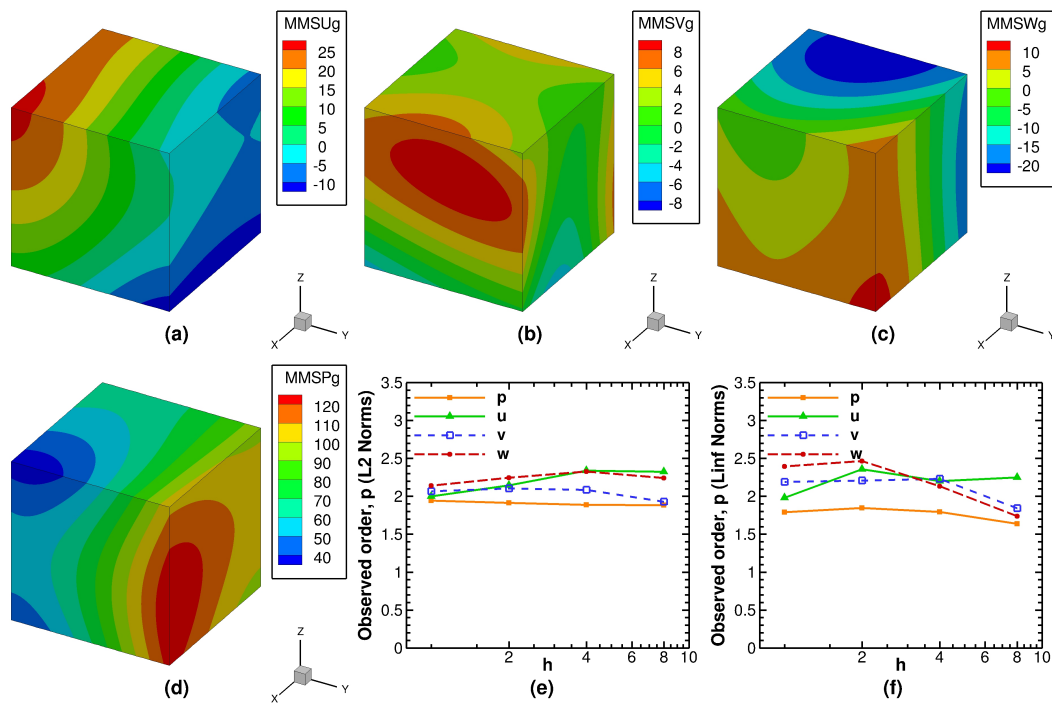 MMSUg
25
20
15
10
5
0
-5
-10
Z
X
Y
(a)
MMSVg
8
6
4
2
0
-2
-4
-6
-8
Z
X
Y
(b)
MMSWg
10
5
0
-5
-10
-15
-20
Z
X
Y
(c)
MMSPg
120
110
100
90
80
70
60
50
40
Z
X
Y
(d)
Observed order, p (L2 Norms)
3.5
3
2.5
2
1.5
1
0.5
0
p
u
v
w
2
4
6
8
10
h
(e)
Observed order, p (Linf Norms)
3.5
3
2.5
2
1.5
1
0.5
0
p
u
v
w
2
4
6
8
10
h
(f)